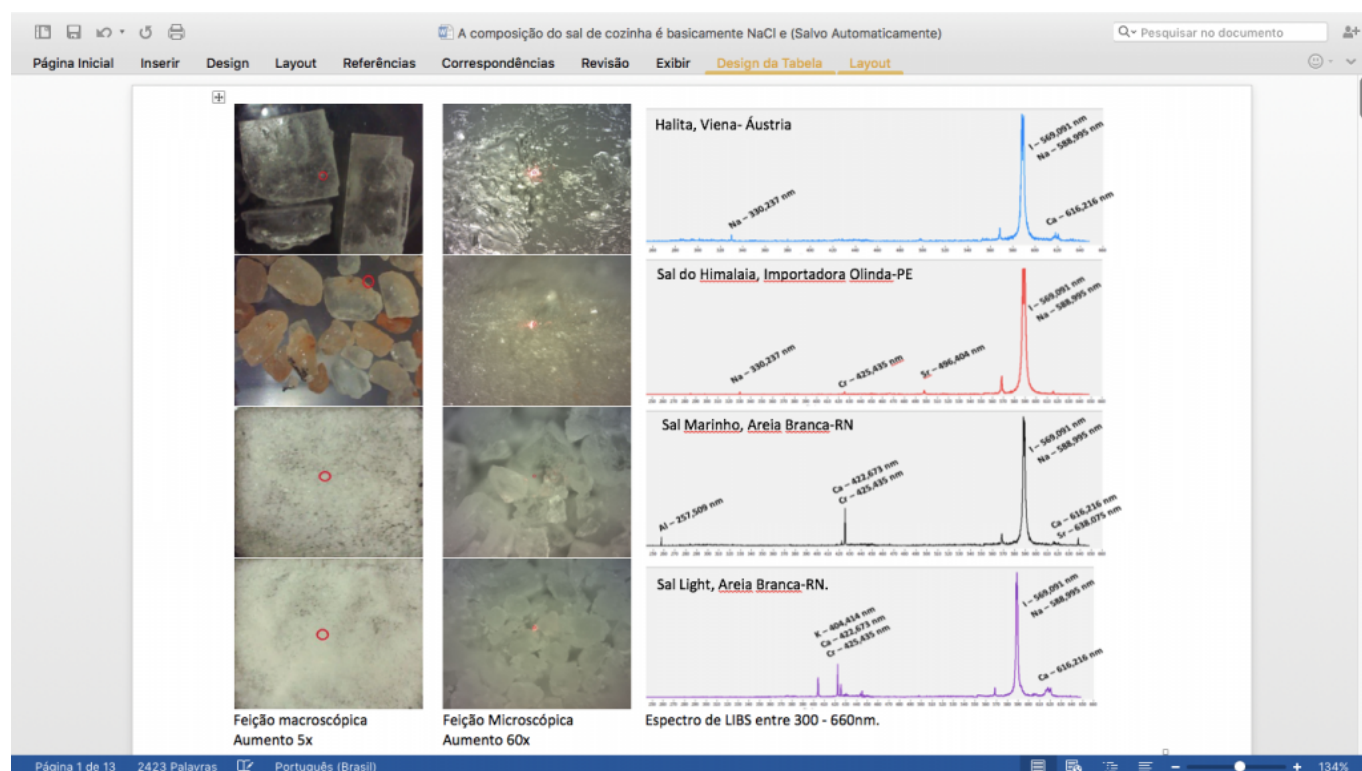 A composição do sal de cozinha é basicamente NaCl e (Salvo Automaticamente)
Pesquisar no documento
Página Inicial Inserir Design Layout Referências Correspondências Revisão Exibir Design da Tabela Layout
Halita, Viena- Áustria
I – 569,091 nm
Na – 588,995 nm
Na – 330,237 nm
Ca – 616,216 nm
Sal do Himalaia, Importadora Olinda-PE
I – 569,091 nm
Na – 588,995 nm
Na – 330,237 nm
Cr – 425,435 nm
Sr – 496,404 nm
Sal Marinho, Areia Branca-RN
I – 569,091 nm
Na – 588,995 nm
Ca – 422,673 nm
Cr – 425,435 nm
Al – 257,509 nm
Ca – 616,216 nm
Sr – 638,075 nm
Sal Light, Areia Branca-RN.
I – 569,091 nm
Na – 588,995 nm
K – 404,414 nm
Ca – 422,673 nm
Cr – 425,435 nm
Ca – 616,216 nm
Feição macroscópica
Aumento 5x
Feição Microscópica
Aumento 60x
Espectro de LIBS entre 300 - 660nm.
Página 1 de 13 2423 Palavras Português (Brasil) 134%